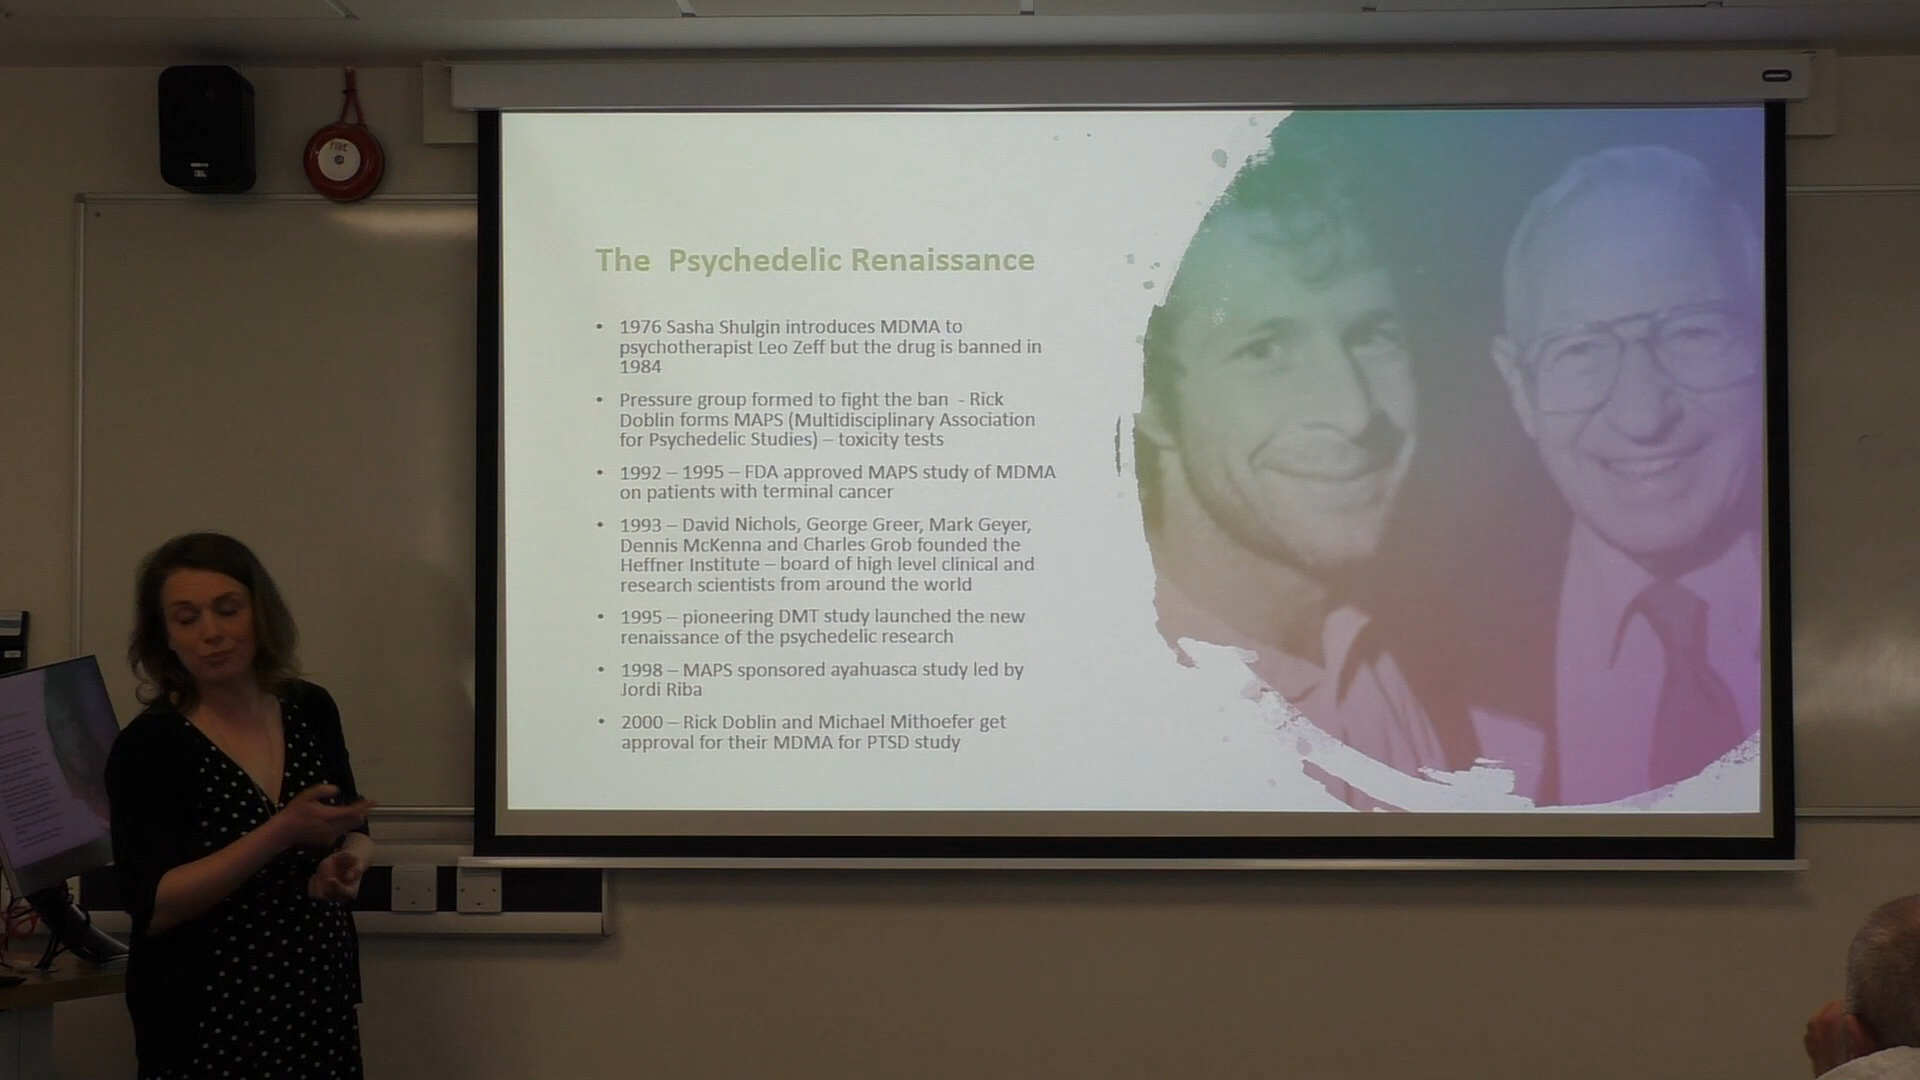 FIRE
JBL
The Psychedelic Renaissance
• 1976 Sasha Shulgin introduces MDMA to
psychotherapist Leo Zeff but the drug is banned in
1984
• Pressure group formed to fight the ban - Rick
Doblin forms MAPS (Multidisciplinary Association
for Psychedelic Studies) – toxicity tests
• 1992 – 1995 – FDA approved MAPS study of MDMA
on patients with terminal cancer
• 1993 – David Nichols, George Greer, Mark Geyer,
Dennis McKenna and Charles Grob founded the
Heffner Institute – board of high level clinical and
research scientists from around the world
• 1995 – pioneering DMT study launched the new
renaissance of the psychedelic research
• 1998 – MAPS sponsored ayahuasca study led by
Jordi Riba
• 2000 – Rick Doblin and Michael Mithoefer get
approval for their MDMA for PTSD study